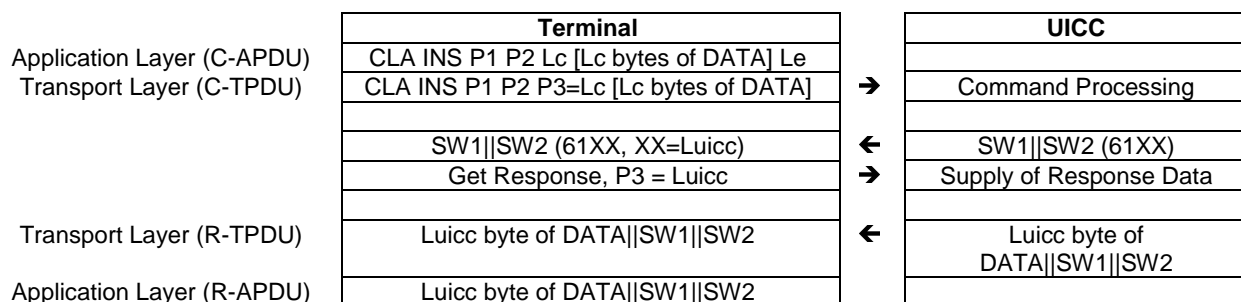 Terminal UICC
Application Layer (C-APDU) CLA INS P1 P2 Lc [Lc bytes of DATA] Le
Transport Layer (C-TPDU) CLA INS P1 P2 P3=Lc [Lc bytes of DATA] → Command Processing
SW1||SW2 (61XX, XX=Luicc) ← SW1||SW2 (61XX)
Get Response, P3 = Luicc → Supply of Response Data
Transport Layer (R-TPDU) Luicc byte of DATA||SW1||SW2 ← Luicc byte of
DATA||SW1||SW2
Application Layer (R-APDU) Luicc byte of DATA||SW1||SW2